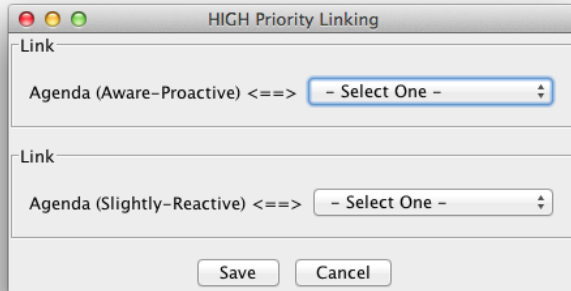 HIGH Priority Linking
Link
Agenda (Aware-Proactive) <==> - Select One -
Link
Agenda (Slightly-Reactive) <==> - Select One -
Save Cancel